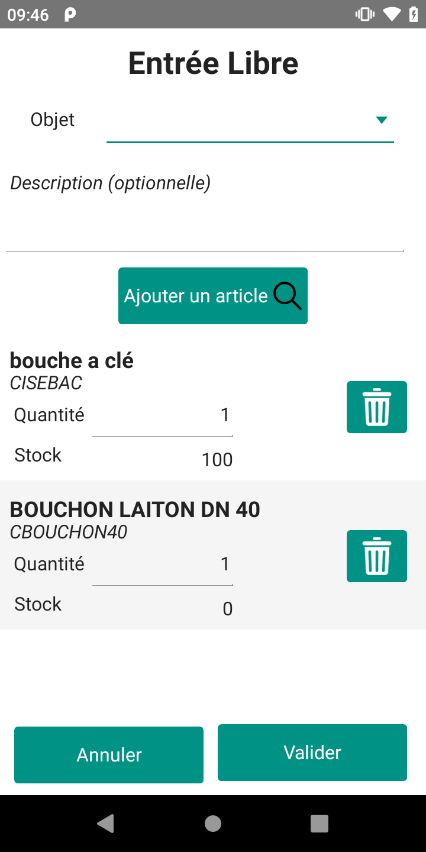 09:46
Entrée Libre
Objet
Description (optionnelle)
Ajouter un article
bouche a clé
CISEBAC
Quantité 1
Stock 100
BOUCHON LAITON DN 40
CBOUCHON40
Quantité 1
Stock 0
Annuler Valider